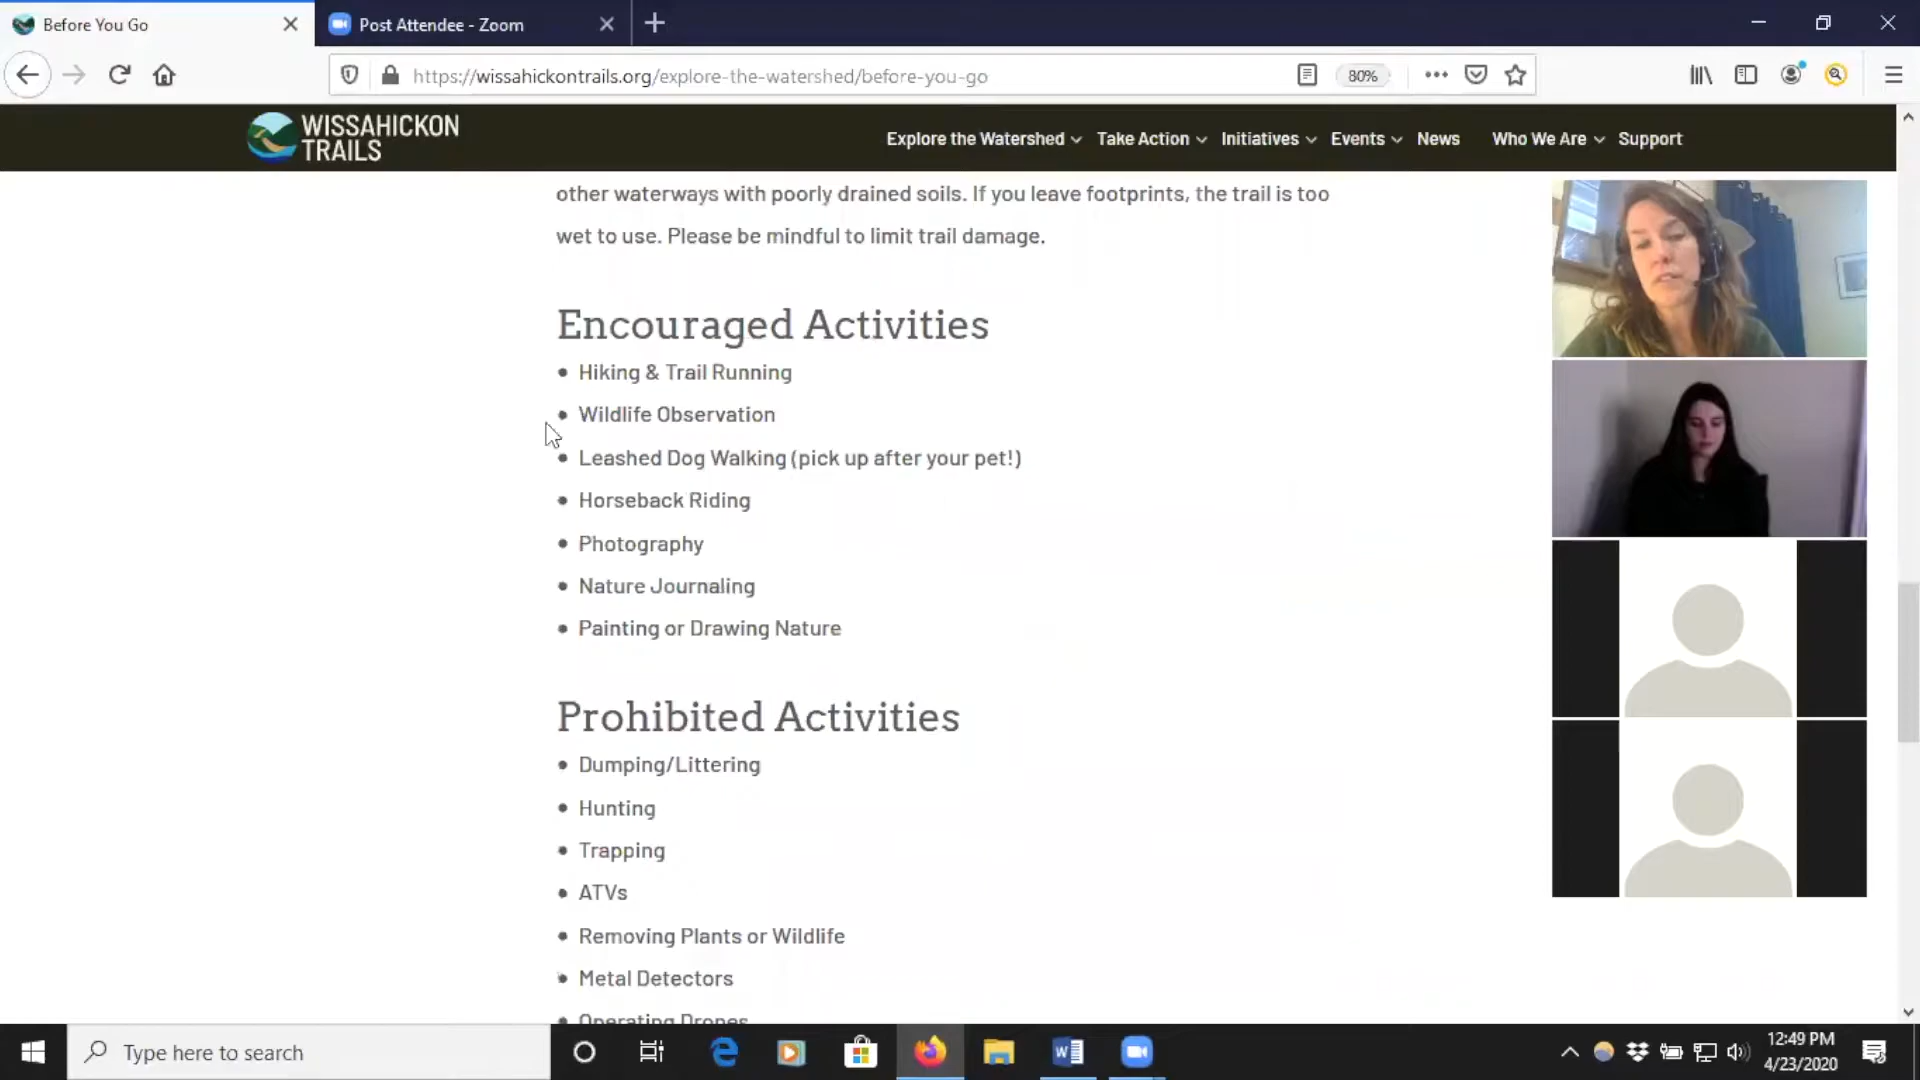 Before You Go
Post Attendee - Zoom
https://wissahickontrails.org/explore-the-watershed/before-you-go
80%
WISSAHICKON
TRAILS
Explore the Watershed
Take Action
Initiatives
Events
News
Who We Are
Support
other waterways with poorly drained soils. If you leave footprints, the trail is too
wet to use. Please be mindful to limit trail damage.
Encouraged Activities
• Hiking & Trail Running
• Wildlife Observation
• Leashed Dog Walking (pick up after your pet!)
• Horseback Riding
• Photography
• Nature Journaling
• Painting or Drawing Nature
Prohibited Activities
• Dumping/Littering
• Hunting
• Trapping
• ATVs
• Removing Plants or Wildlife
• Metal Detectors
• Operating Drones
Type here to search
12:49 PM
4/23/2020